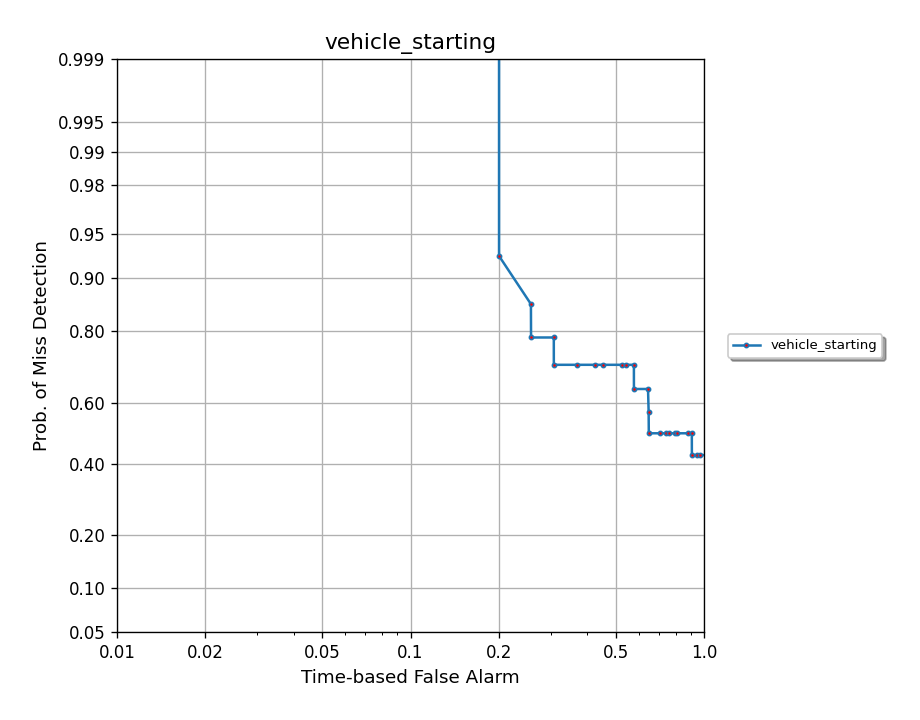 vehicle_starting
0.999
0.995
0.99
0.98
0.95
0.90
0.80
0.60
0.40
0.20
0.10
0.05
Prob. of Miss Detection
vehicle_starting
0.01 0.02 0.05 0.1 0.2 0.5 1.0
Time-based False Alarm